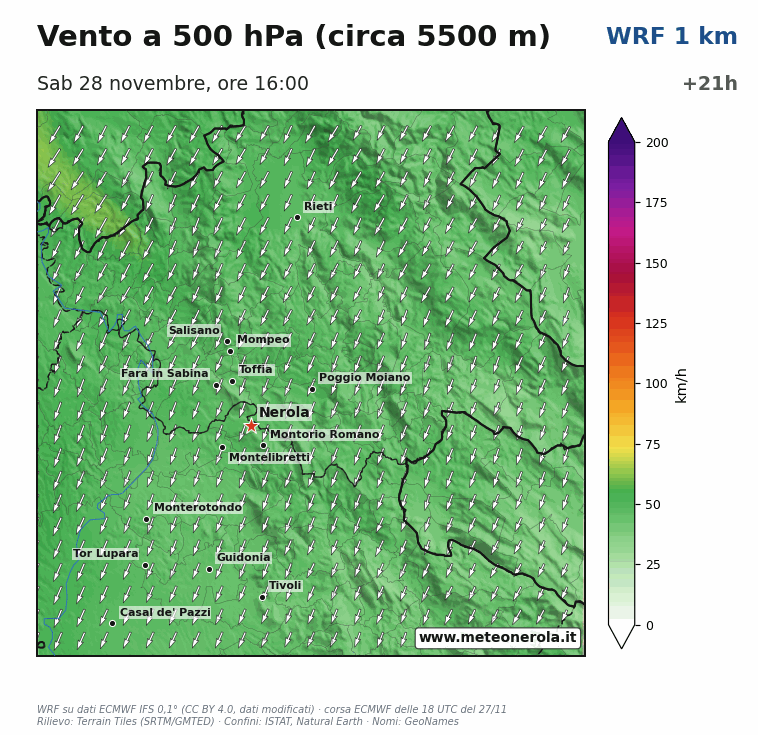 Vento a 500 hPa (circa 5500 m)
WRF 1 km
Sab 28 novembre, ore 16:00
+21h
Rieti
Salisano
Mompeo
Fara in Sabina
Toffia
Poggio Moiano
Nerola
Montorio Romano
Montelibretti
Monterotondo
Tor Lupara
Guidonia
Tivoli
Casal de' Pazzi
www.meteonerola.it
200
175
150
125
100
75
50
25
0
km/h
WRF su dati ECMWF IFS 0,1° (CC BY 4.0, dati modificati) · corsa ECMWF delle 18 UTC del 27/11
Rilievo: Terrain Tiles (SRTM/GMTED) · Confini: ISTAT, Natural Earth · Nomi: GeoNames